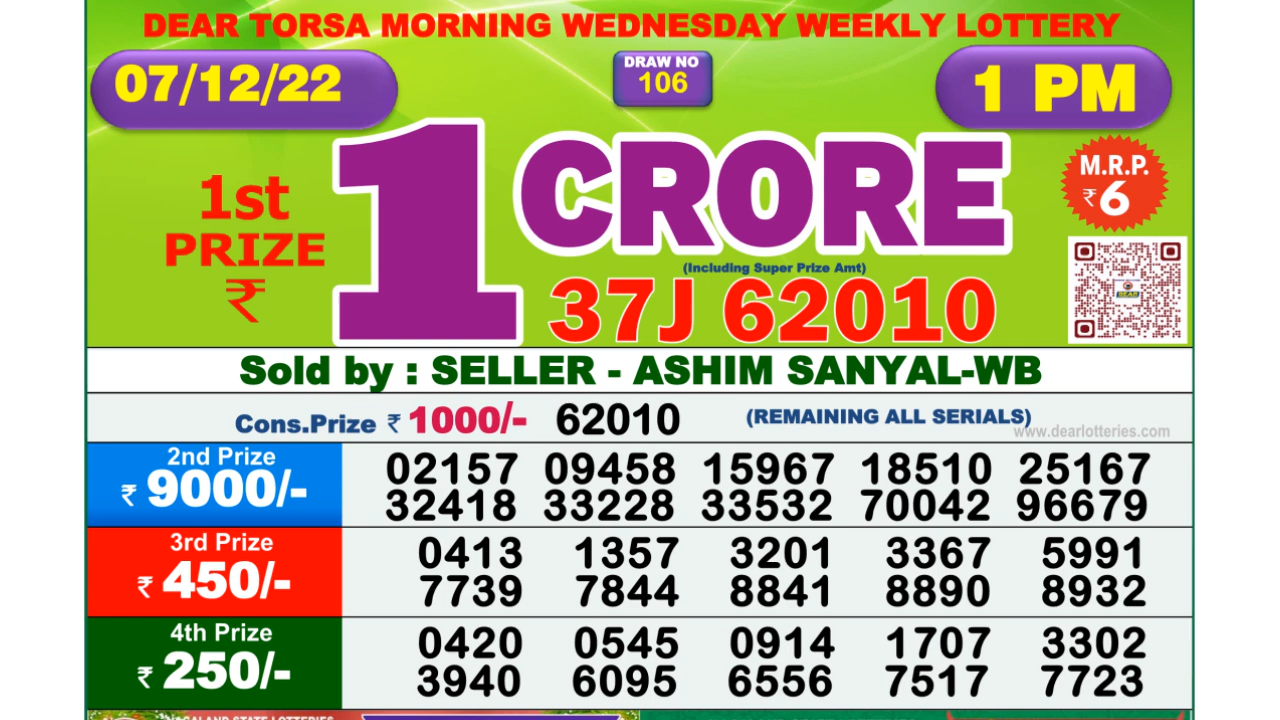 DEAR TORSA MORNING WEDNESDAY WEEKLY LOTTERY
07/12/22
DRAW NO
106
1 PM
1st
PRIZE
₹
1 CRORE
(Including Super Prize Amt)
37J 62010
M.R.P.
₹ 6
DEAR
Sold by : SELLER - ASHIM SANYAL-WB
Cons.Prize ₹ 1000/- 62010 (REMAINING ALL SERIALS)
www.dearlotteries.com
2nd Prize
₹ 9000/-
02157 09458 15967 18510 25167
32418 33228 33532 70042 96679
3rd Prize
₹ 450/-
0413 1357 3201 3367 5991
7739 7844 8841 8890 8932
4th Prize
₹ 250/-
0420 0545 0914 1707 3302
3940 6095 6556 7517 7723
STATE LOTTERIES